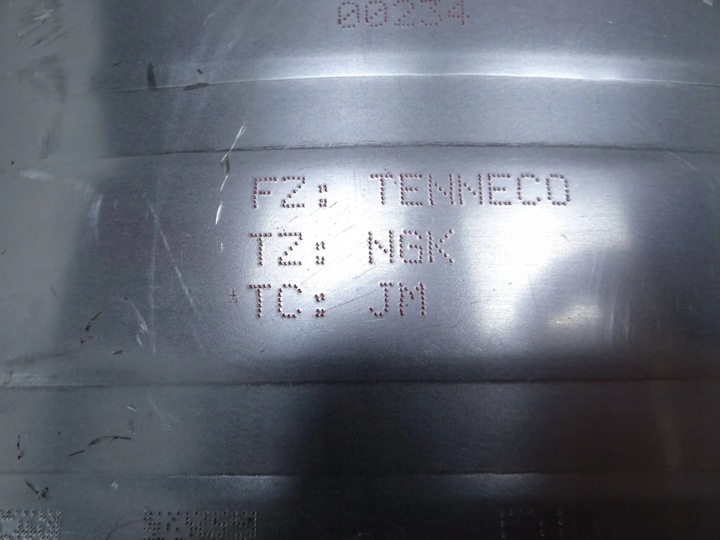 00234
FZ: TENNECO
TZ: NGK
TC: JM